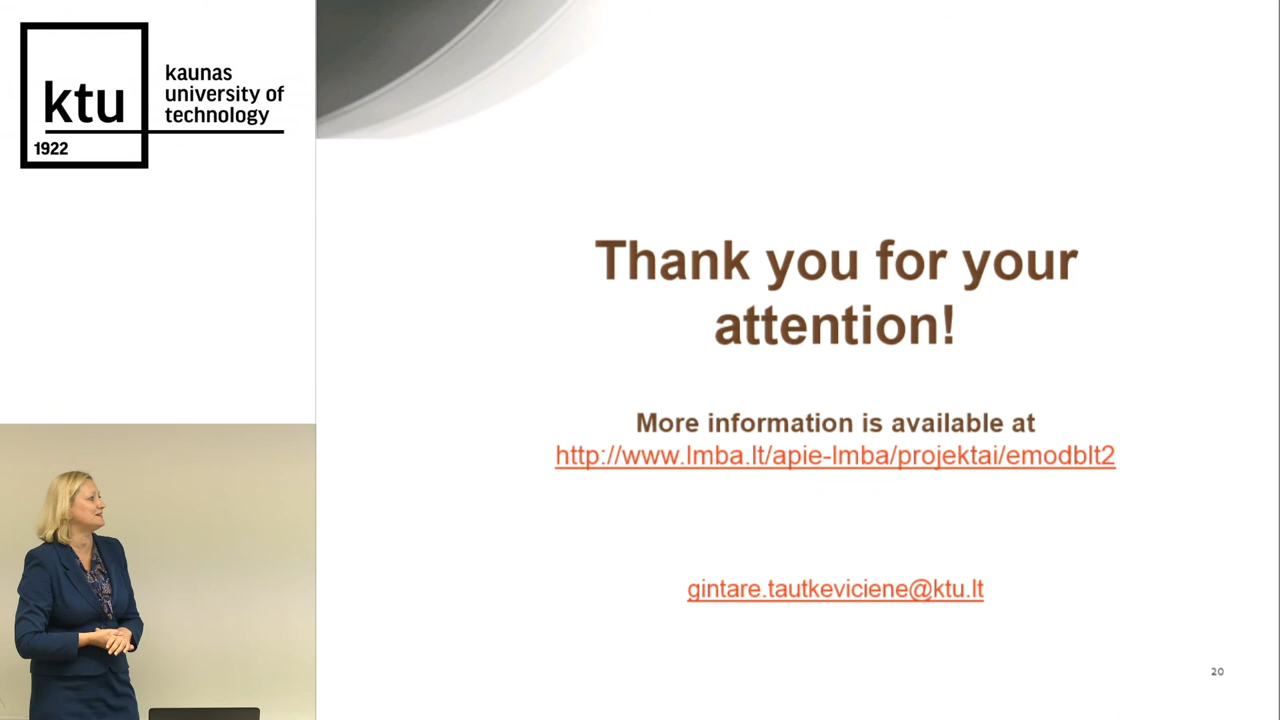 ktu
1922
kaunas
university of
technology
Thank you for your
attention!
More information is available at
http://www.lmba.lt/apie-lmba/projektai/emodblt2
gintare.tautkeviciene@ktu.lt
20